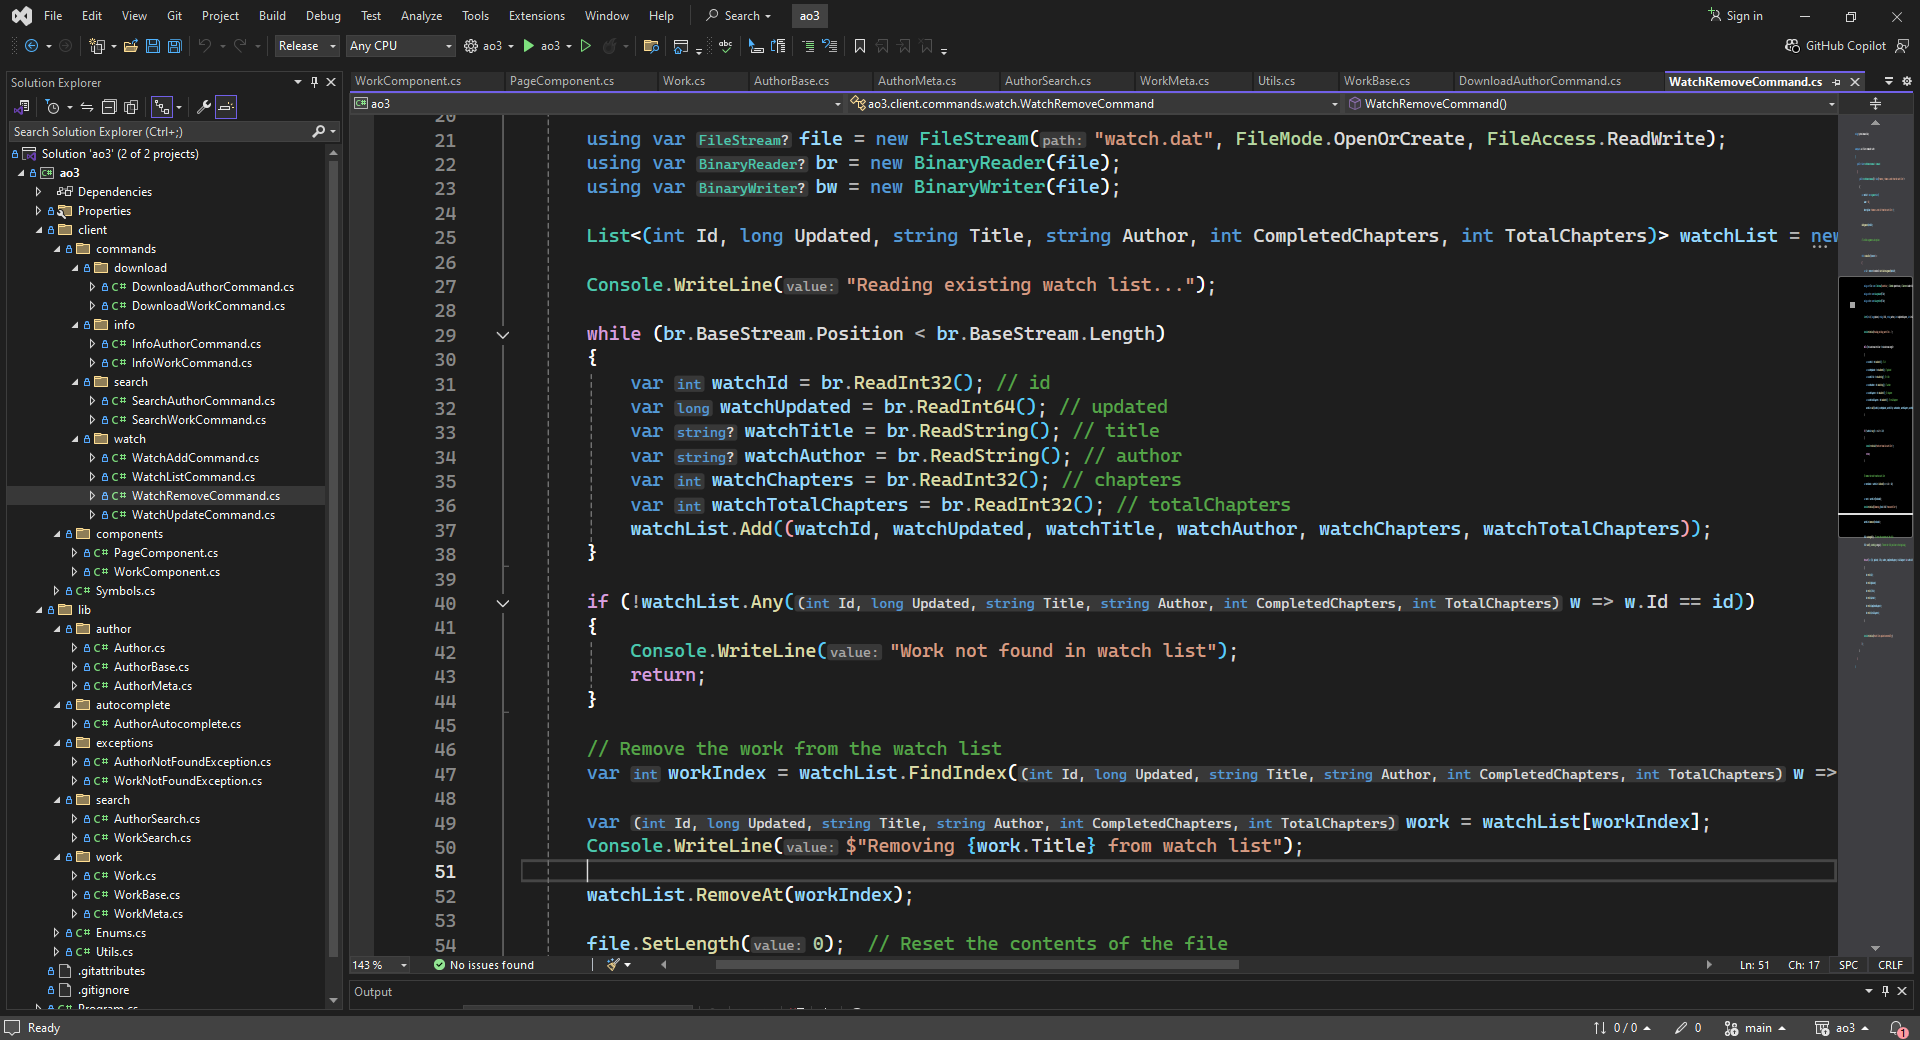 File Edit View Git Project Build Debug Test Analyze Tools Extensions Window Help Search ao3 Sign in
Release Any CPU ao3 ao3 abc GitHub Copilot
Solution Explorer
Search Solution Explorer (Ctrl+;)
Solution 'ao3' (2 of 2 projects)
C# ao3
Dependencies
Properties
client
commands
download
C# DownloadAuthorCommand.cs
C# DownloadWorkCommand.cs
info
C# InfoAuthorCommand.cs
C# InfoWorkCommand.cs
search
C# SearchAuthorCommand.cs
C# SearchWorkCommand.cs
watch
C# WatchAddCommand.cs
C# WatchListCommand.cs
C# WatchRemoveCommand.cs
C# WatchUpdateCommand.cs
components
C# PageComponent.cs
C# WorkComponent.cs
C# Symbols.cs
lib
author
C# Author.cs
C# AuthorBase.cs
C# AuthorMeta.cs
autocomplete
C# AuthorAutocomplete.cs
exceptions
C# AuthorNotFoundException.cs
C# WorkNotFoundException.cs
search
C# AuthorSearch.cs
C# WorkSearch.cs
work
C# Work.cs
C# WorkBase.cs
C# WorkMeta.cs
C# Enums.cs
C# Utils.cs
.gitattributes
.gitignore
C# Program.cs
WorkComponent.cs PageComponent.cs Work.cs AuthorBase.cs AuthorMeta.cs AuthorSearch.cs WorkMeta.cs Utils.cs WorkBase.cs DownloadAuthorCommand.cs WatchRemoveCommand.cs
C# ao3 ao3.client.commands.watch.WatchRemoveCommand WatchRemoveCommand()
20
21 using var FileStream? file = new FileStream(path: "watch.dat", FileMode.OpenOrCreate, FileAccess.ReadWrite);
22 using var BinaryReader? br = new BinaryReader(file);
23 using var BinaryWriter? bw = new BinaryWriter(file);
24
25 List<(int Id, long Updated, string Title, string Author, int CompletedChapters, int TotalChapters)> watchList = new
26
27 Console.WriteLine(value: "Reading existing watch list...");
28
29 while (br.BaseStream.Position < br.BaseStream.Length)
30 {
31 var int watchId = br.ReadInt32(); // id
32 var long watchUpdated = br.ReadInt64(); // updated
33 var string? watchTitle = br.ReadString(); // title
34 var string? watchAuthor = br.ReadString(); // author
35 var int watchChapters = br.ReadInt32(); // chapters
36 var int watchTotalChapters = br.ReadInt32(); // totalChapters
37 watchList.Add((watchId, watchUpdated, watchTitle, watchAuthor, watchChapters, watchTotalChapters));
38 }
39
40 if (!watchList.Any((int Id, long Updated, string Title, string Author, int CompletedChapters, int TotalChapters) w => w.Id == id))
41 {
42 Console.WriteLine(value: "Work not found in watch list");
43 return;
44 }
45
46 // Remove the work from the watch list
47 var int workIndex = watchList.FindIndex((int Id, long Updated, string Title, string Author, int CompletedChapters, int TotalChapters) w =>
48
49 var (int Id, long Updated, string Title, string Author, int CompletedChapters, int TotalChapters) work = watchList[workIndex];
50 Console.WriteLine(value: $"Removing {work.Title} from watch list");
51
52 watchList.RemoveAt(workIndex);
53
54 file.SetLength(value: 0); // Reset the contents of the file
143 % No issues found Ln: 51 Ch: 17 SPC CRLF
Output
Ready 0 / 0 0 main ao3 1